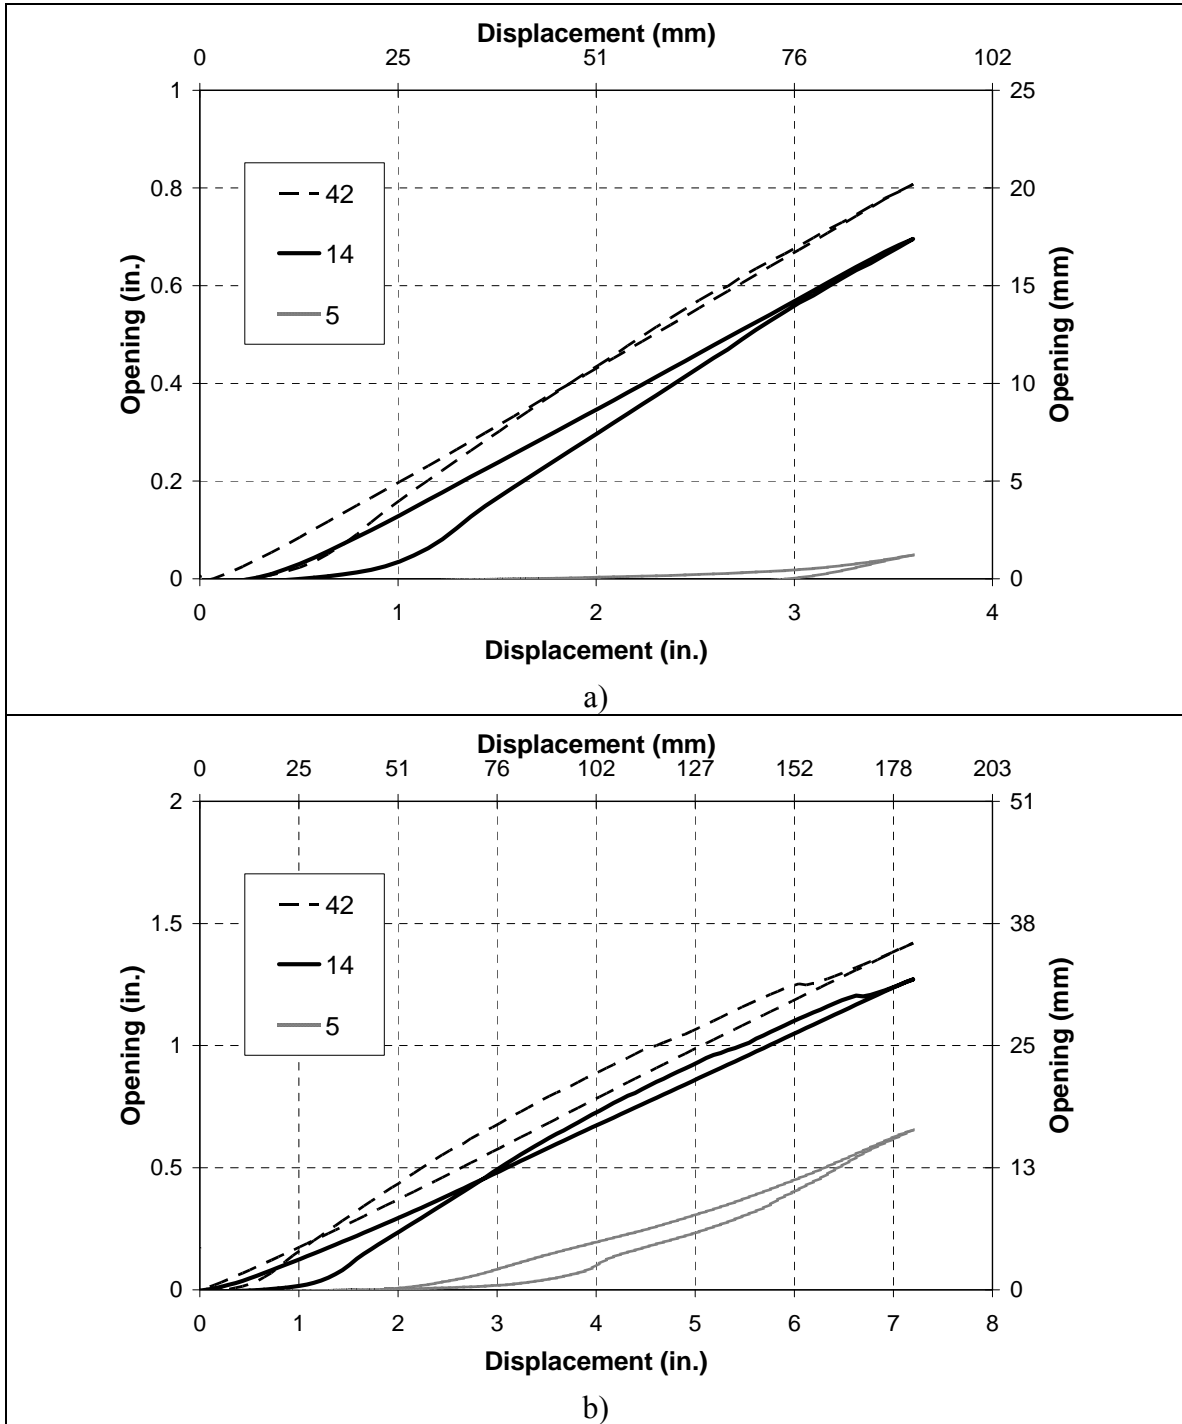 Displacement (mm)
0 25 51 76 102
1 25
42
14
5
0.8 20
0.6 15
0.4 10
0.2 5
0 0
Opening (in.)
Opening (mm)
0 1 2 3 4
Displacement (in.)
a)
Displacement (mm)
0 25 51 76 102 127 152 178 203
2 51
42
14
5
1.5 38
1 25
0.5 13
0 0
Opening (in.)
Opening (mm)
0 1 2 3 4 5 6 7 8
Displacement (in.)
b)